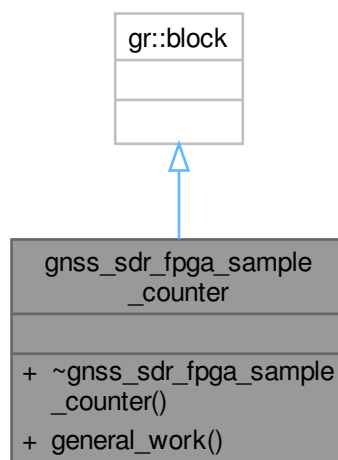 gr::block
gnss_sdr_fpga_sample
_counter
+ ~gnss_sdr_fpga_sample
_counter()
+ general_work()